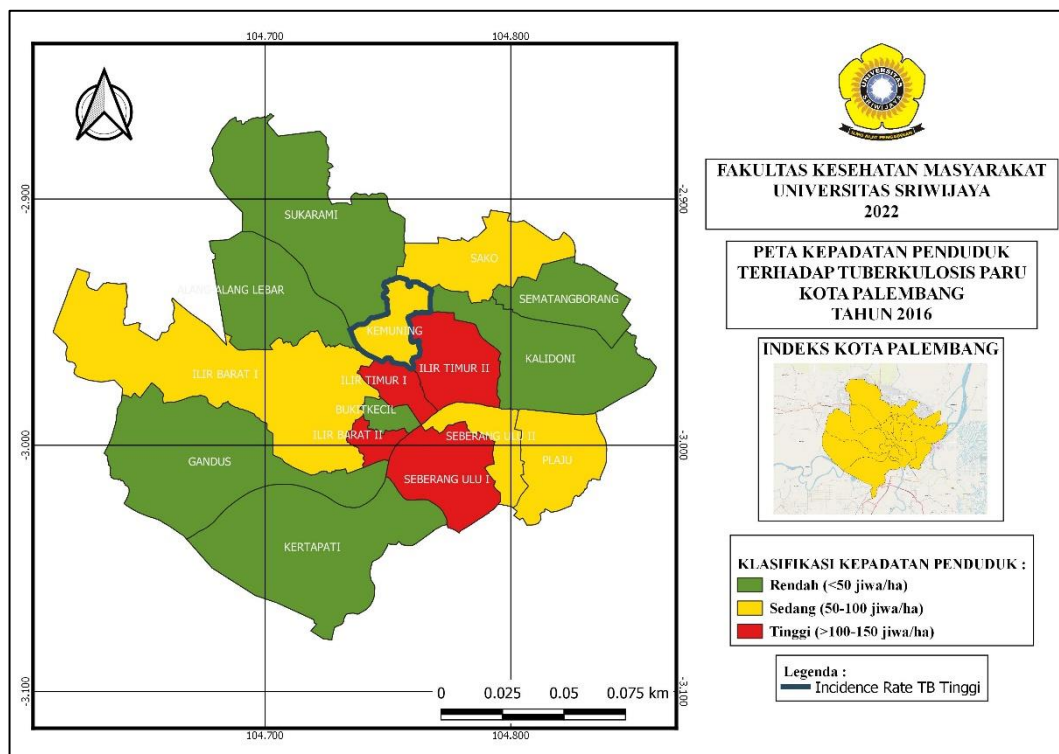 104.700
104.800
-2.900
-2.900
SUKARAMI
SAKO
ALANG-ALANG LEBAR
SEMATANGBORANG
KEMUNING
KALIDONI
ILIR BARAT I
ILIR TIMUR I
ILIR TIMUR II
BUKITKECIL
ILIR BARAT II
SEBERANG ULU II
-3.000
-3.000
GANDUS
PLAJU
SEBERANG ULU I
KERTAPATI
0
0.025
0.05
0.075 km
-3.100
-3.100
104.700
104.800
UNIVERSITAS
SRIWIJAYA
ILMU ALAT PENGABDIAN
FAKULTAS KESEHATAN MASYARAKAT
UNIVERSITAS SRIWIJAYA
2022
PETA KEPADATAN PENDUDUK
TERHADAP TUBERKULOSIS PARU
KOTA PALEMBANG
TAHUN 2016
INDEKS KOTA PALEMBANG
KLASIFIKASI KEPADATAN PENDUDUK :
Rendah (<50 jiwa/ha)
Sedang (50-100 jiwa/ha)
Tinggi (>100-150 jiwa/ha)
Legenda :
Incidence Rate TB Tinggi